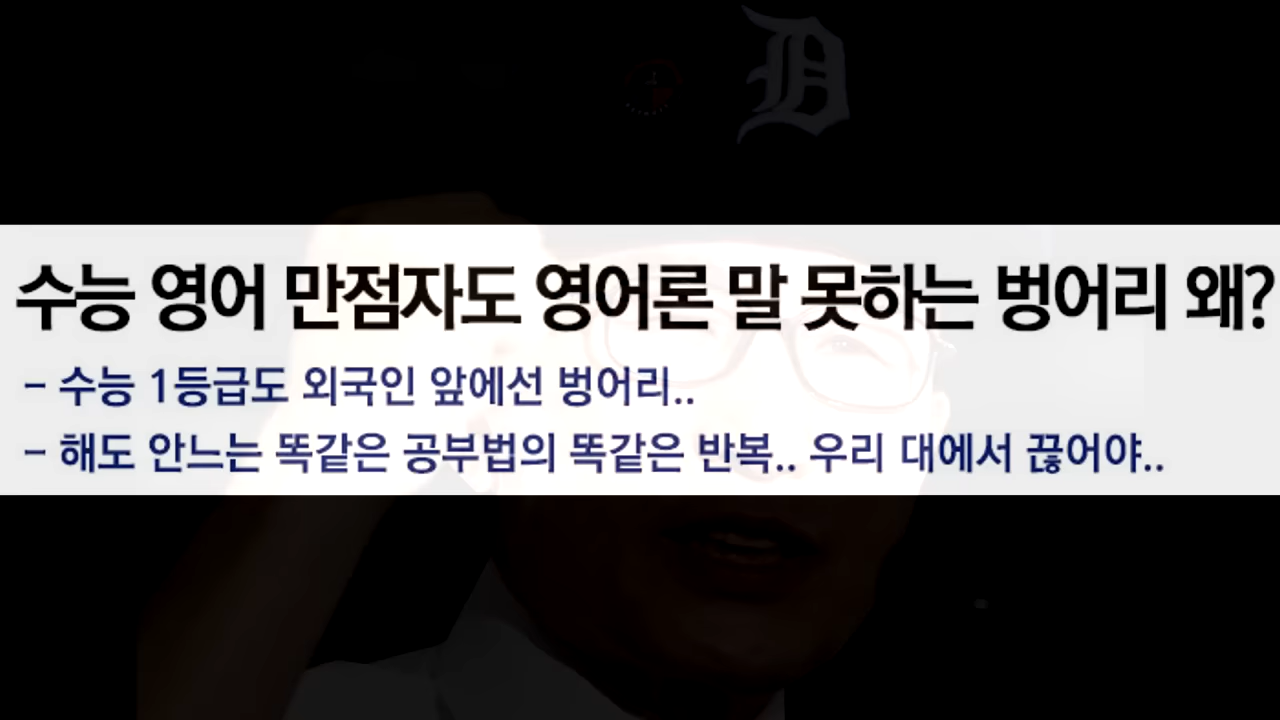 D
수능 영어 만점자도 영어론 말 못하는 벙어리 왜?
- 수능 1등급도 외국인 앞에선 벙어리..
- 해도 안느는 똑같은 공부법의 똑같은 반복.. 우리 대에서 끊어야..